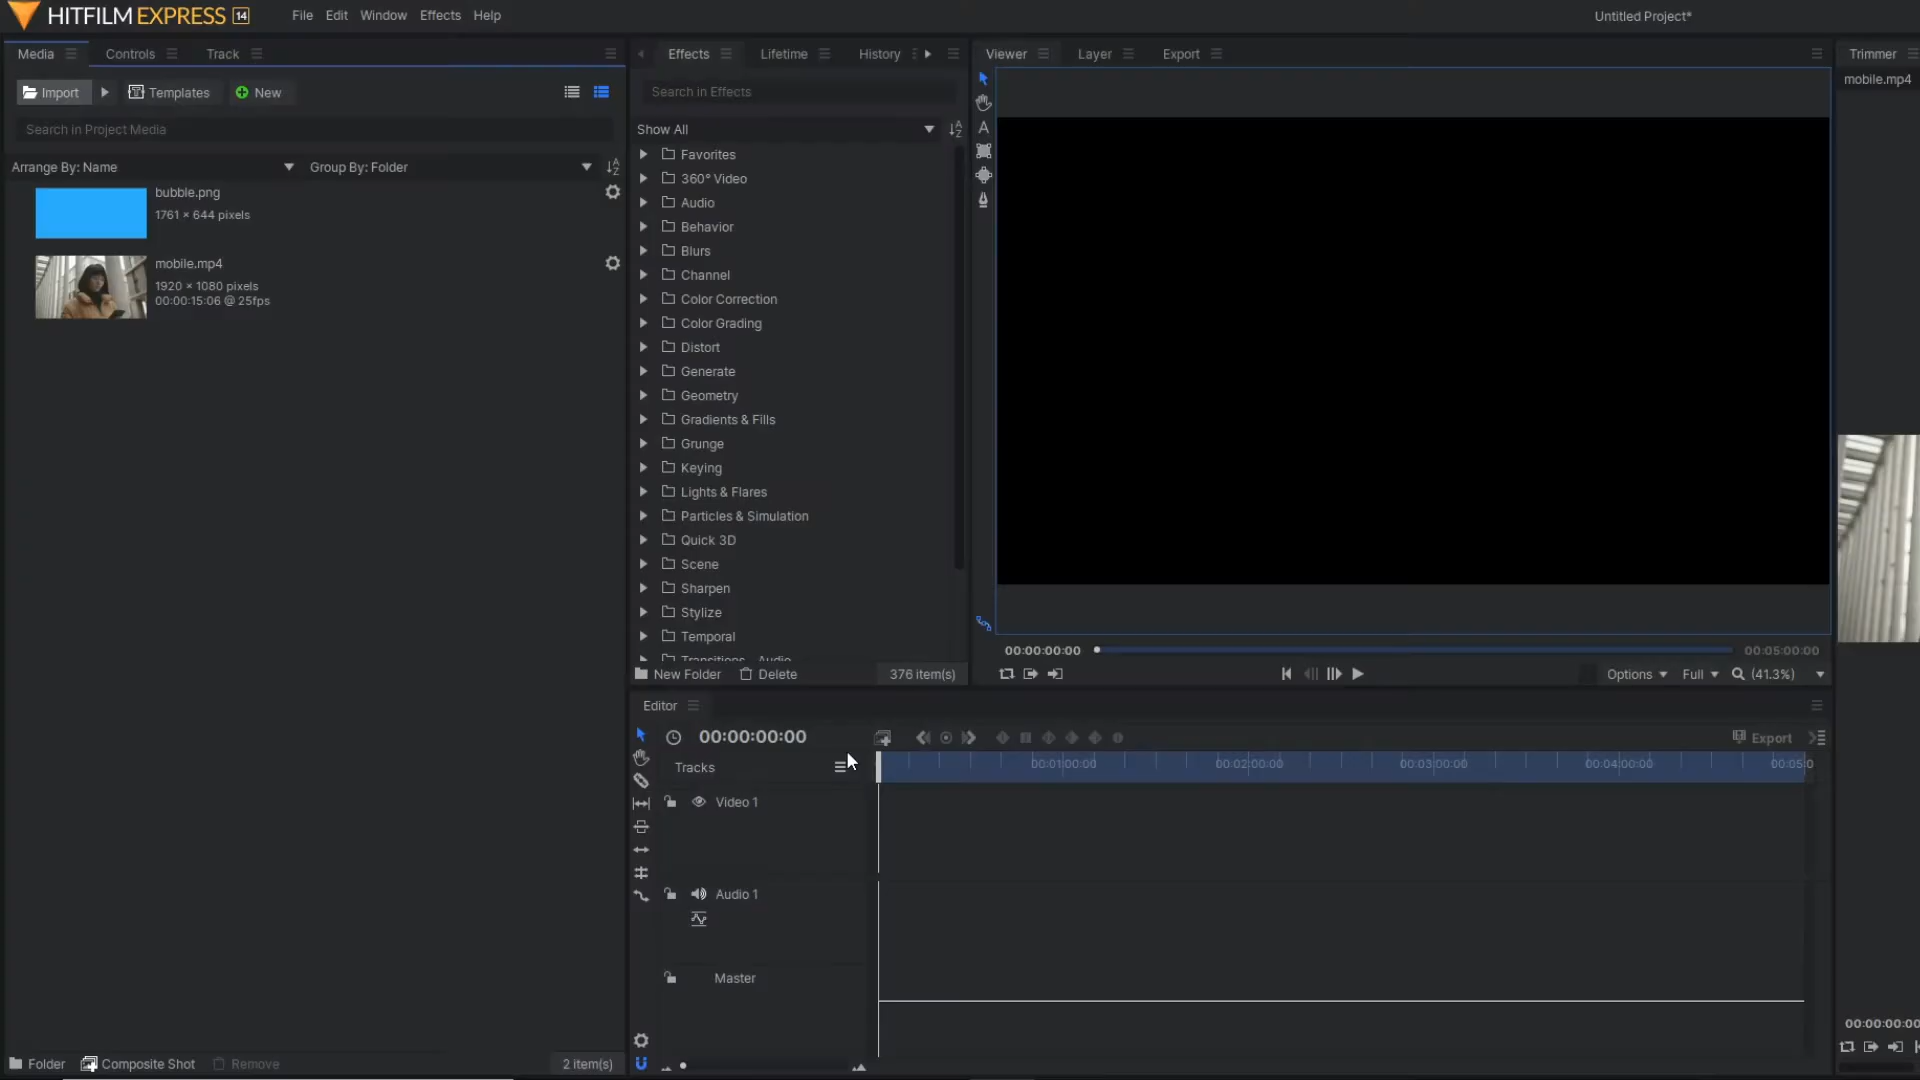 HITFILM EXPRESS 14
File Edit Window Effects Help
Untitled Project*
Media Controls Track
Import Templates New
Search in Project Media
Arrange By: Name Group By: Folder
bubble.png
1761 × 644 pixels
mobile.mp4
1920 × 1080 pixels
00:00:15:06 @ 25fps
Folder Composite Shot Remove 2 item(s)
Effects Lifetime History
Search in Effects
Show All
Favorites
360° Video
Audio
Behavior
Blurs
Channel
Color Correction
Color Grading
Distort
Generate
Geometry
Gradients & Fills
Grunge
Keying
Lights & Flares
Particles & Simulation
Quick 3D
Scene
Sharpen
Stylize
Temporal
Transitions - Audio
New Folder Delete 376 item(s)
Viewer Layer Export
00:00:00:00 00:05:00:00
Options Full (41.3%)
Trimmer
mobile.mp4
00:00:00:00
Editor
00:00:00:00 Export
Tracks 00:01:00:00 00:02:00:00 00:03:00:00 00:04:00:00 00:05:0
Video 1
Audio 1
Master